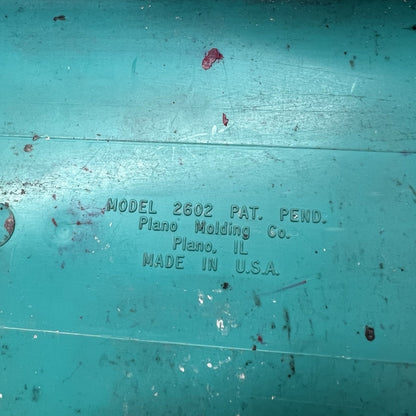 MODEL 2602 PAT. PEND.
Plano Molding Co.
Plano, IL
MADE IN U.S.A.